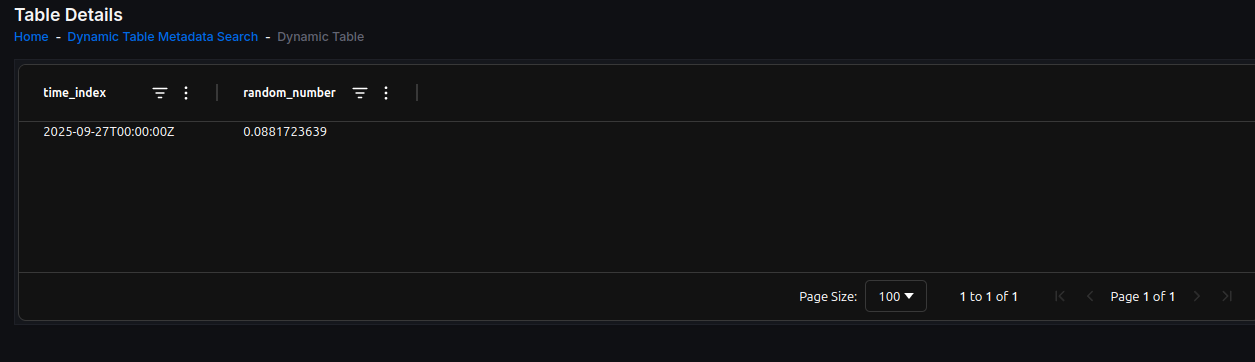 Table Details
Home - Dynamic Table Metadata Search - Dynamic Table
time_index random_number
2025-09-27T00:00:00Z 0.0881723639
Page Size: 100 1 to 1 of 1 Page 1 of 1